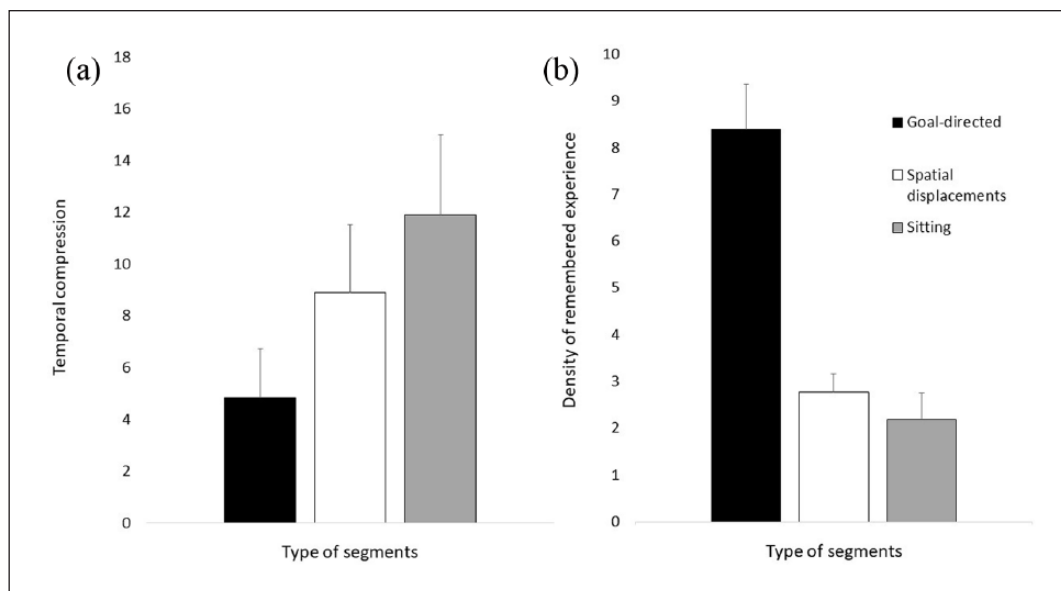 (a)
Temporal compression
18
16
14
12
10
8
6
4
2
0
Type of segments
(b)
Density of remembered experience
10
9
8
7
6
5
4
3
2
1
0
Type of segments
Goal-directed
Spatial
displacements
Sitting